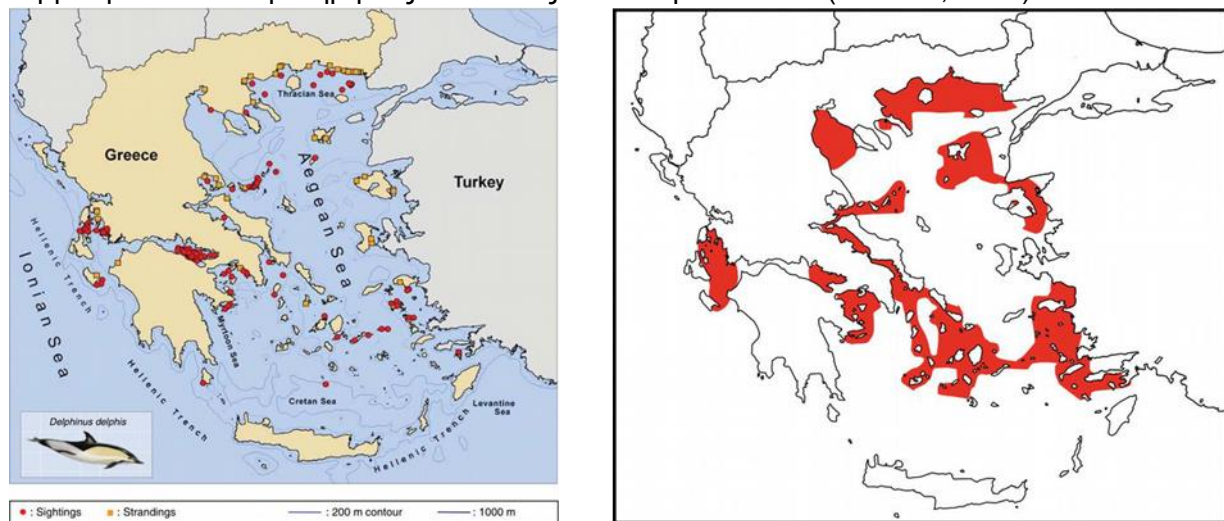 Thracian Sea
Greece
Aegean Sea
Turkey
Hellenic Trench
Ionian Sea
Myrtoon Sea
Hellenic Trench
Cretan Sea
Levantine
Sea
Hellenic Trench
Delphinus delphis
: Sightings : Strandings : 200 m contour : 1000 m